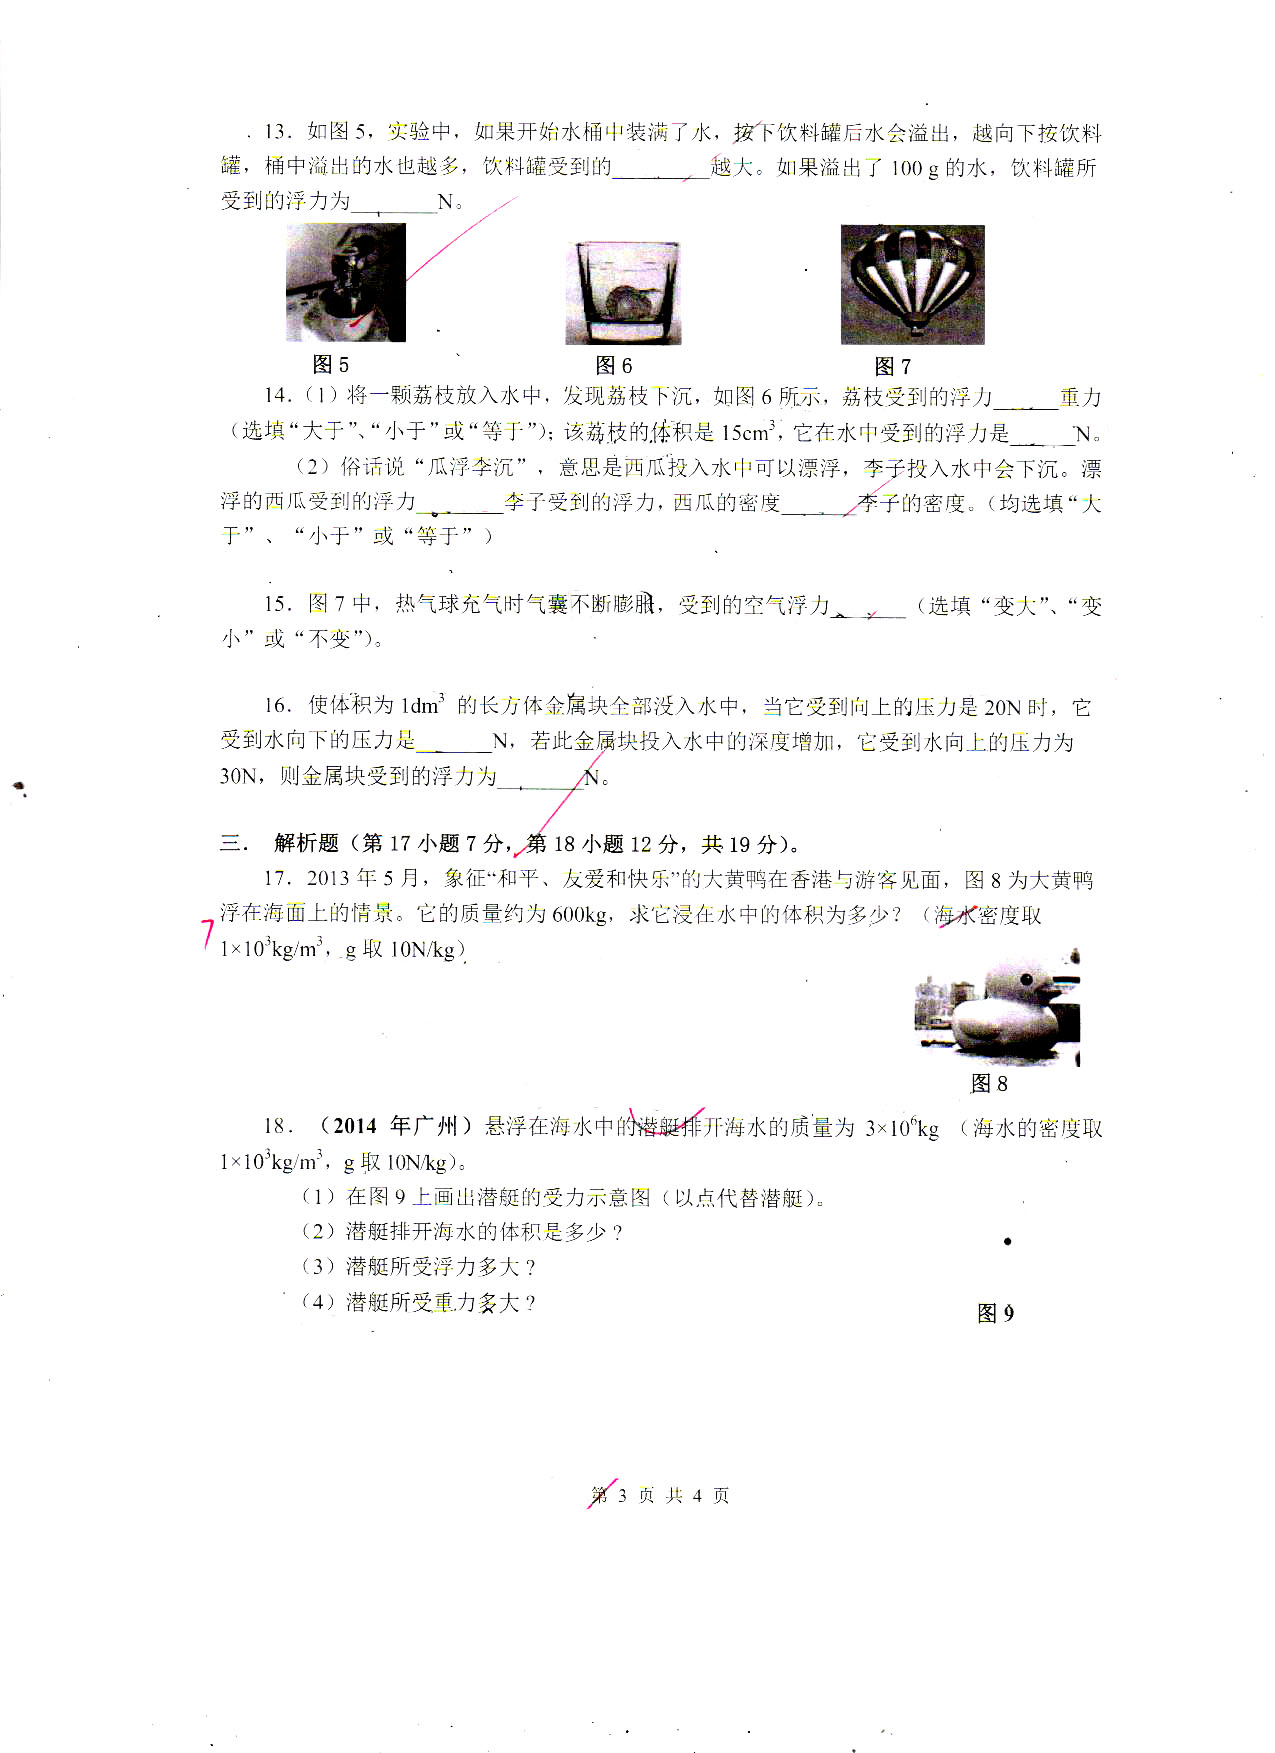 13．如图 5，实验中，如果开始水桶中装满了水，按下饮料罐后水会溢出，越向下按饮料
罐，桶中溢出的水也越多，饮料罐受到的________越大。如果溢出了 100 g 的水，饮料罐所
受到的浮力为________N。
图 5 图 6 图 7
14.（1）将一颗荔枝放入水中，发现荔枝下沉，如图 6 所示，荔枝受到的浮力______重力
（选填“大于”、“小于”或“等于”）；该荔枝的体积是 15cm³，它在水中受到的浮力是______N。
（2）俗话说“瓜浮李沉”，意思是西瓜投入水中可以漂浮，李子投入水中会下沉。漂
浮的西瓜受到的浮力________李子受到的浮力，西瓜的密度_______李子的密度。（均选填“大
于”、“小于”或“等于”）
15．图 7 中，热气球充气时气囊不断膨胀，受到的空气浮力_______（选填“变大”、“变
小”或“不变”）。
16．使体积为 1dm³ 的长方体金属块全部没入水中，当它受到向上的压力是 20N 时，它
受到水向下的压力是_______N，若此金属块投入水中的深度增加，它受到水向上的压力为
30N，则金属块受到的浮力为________N。
三． 解析题（第 17 小题 7 分，第 18 小题 12 分，共 19 分）。
17．2013 年 5 月，象征“和平、友爱和快乐”的大黄鸭在香港与游客见面，图 8 为大黄鸭
浮在海面上的情景。它的质量约为 600kg，求它浸在水中的体积为多少？（海水密度取
7
1×10³kg/m³，g 取 10N/kg）
图 8
18．（2014 年广州）悬浮在海水中的潜艇排开海水的质量为 3×10⁶kg （海水的密度取
1×10³kg/m³，g 取 10N/kg）。
（1）在图 9 上画出潜艇的受力示意图（以点代替潜艇）。
（2）潜艇排开海水的体积是多少？
（3）潜艇所受浮力多大？
（4）潜艇所受重力多大？
图 9
第 3 页 共 4 页